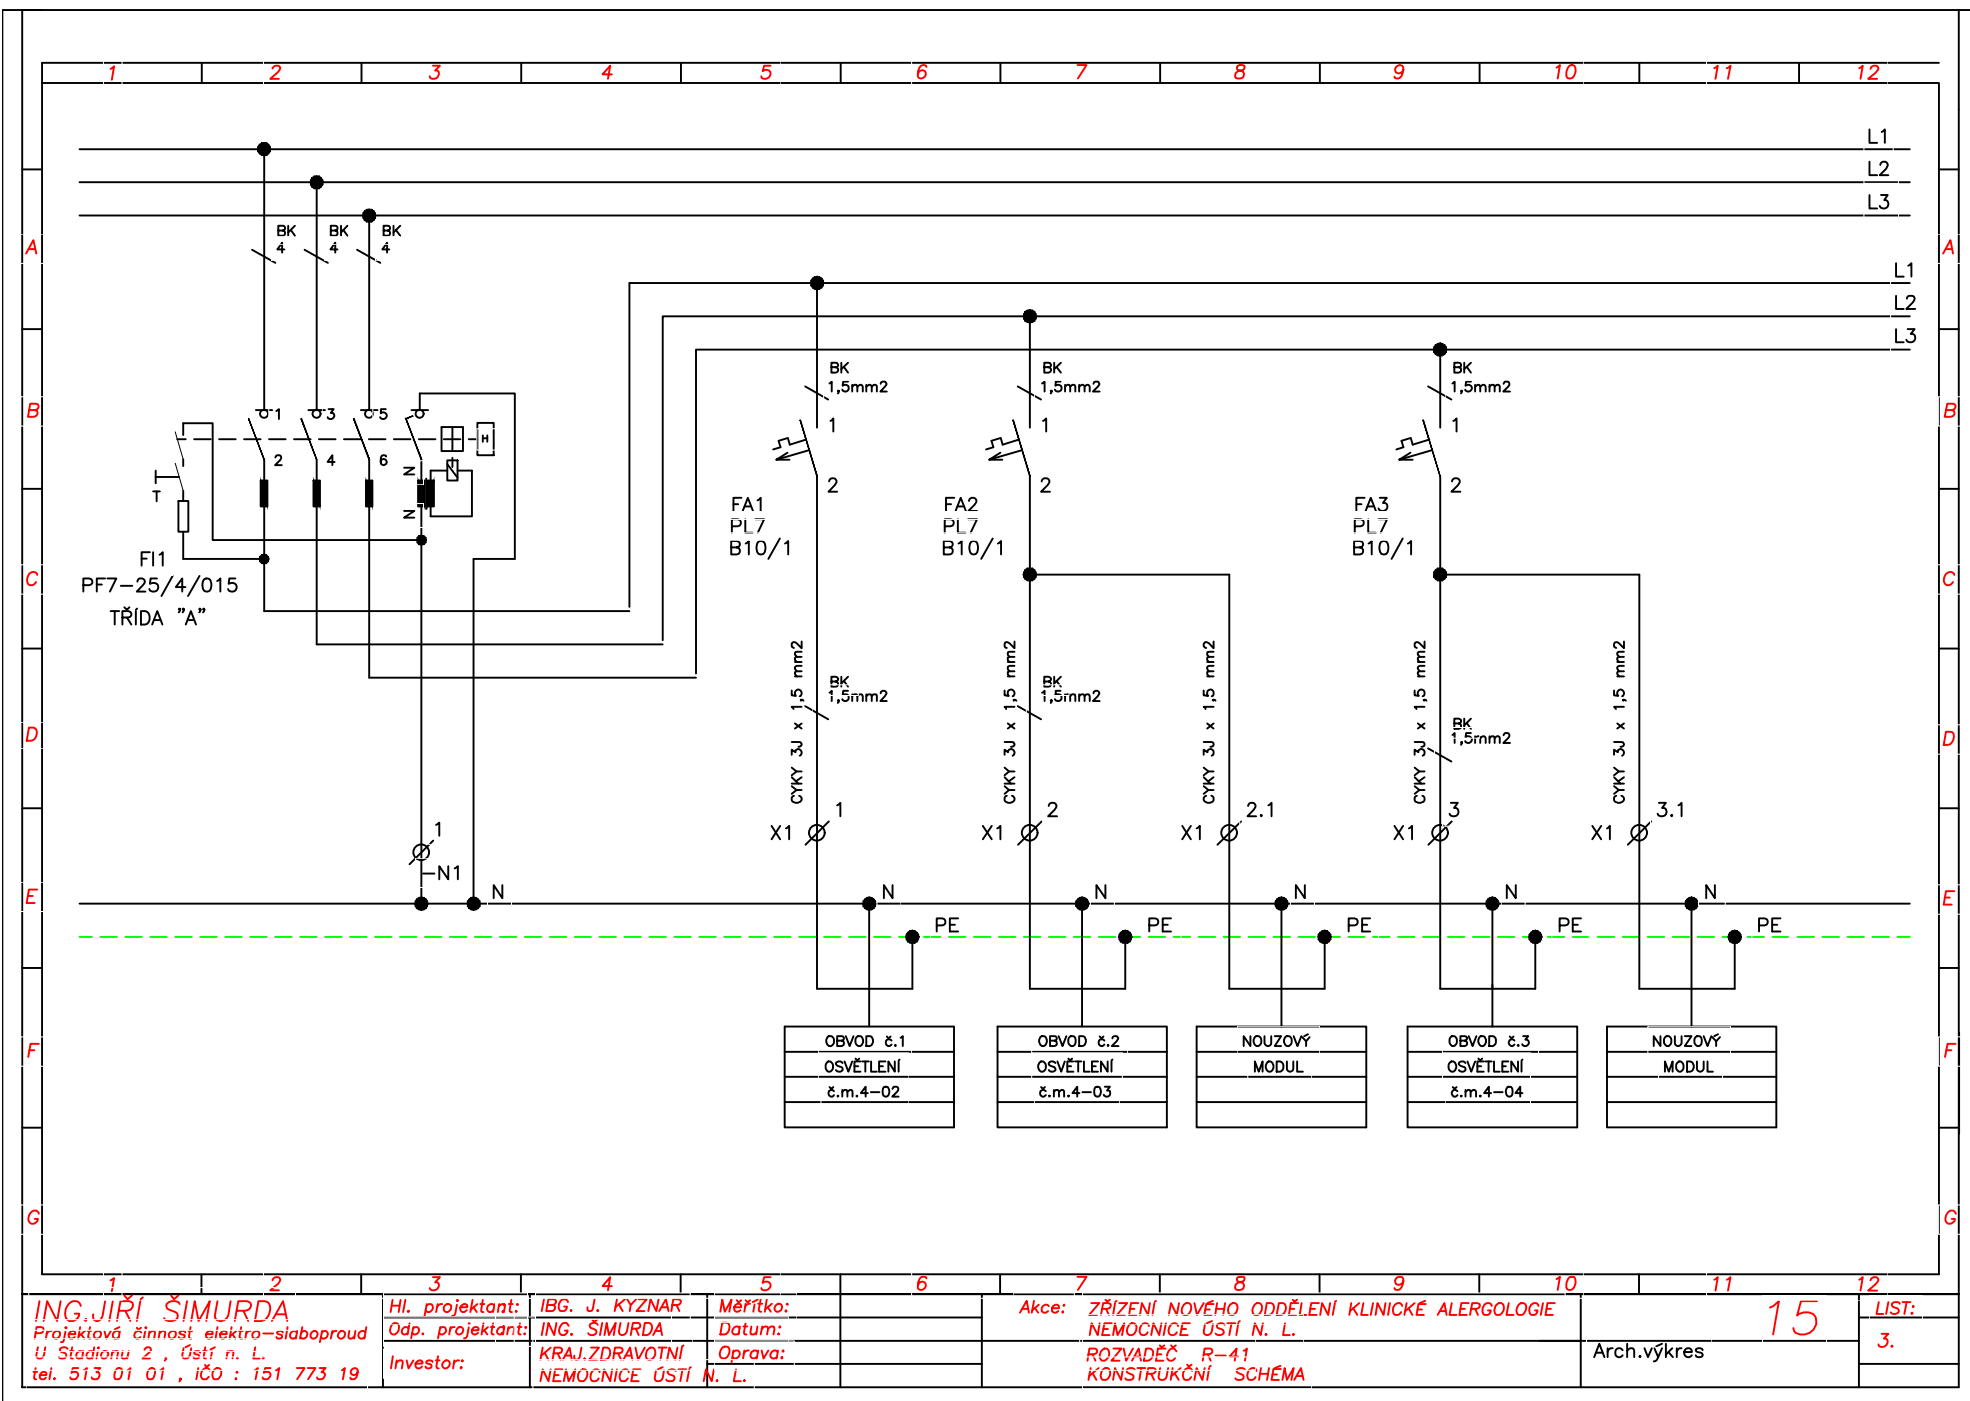 1 2 3 4 5 6 7 8 9 10 11 12
L1
L2
L3
BK 4
BK 4
BK 4
A
A
L1
L2
L3
BK
1,5mm2
BK
1,5mm2
BK
1,5mm2
B
B
1
3
5
H
1
1
1
2
4
6
N
T
N
2
2
2
FA1
PL7
B10/1
FA2
PL7
B10/1
FA3
PL7
B10/1
FI1
PF7-25/4/015
TŘÍDA "A"
C
C
CYKY 3J x 1,5 mm2
BK
1,5mm2
CYKY 3J x 1,5 mm2
BK
1,5mm2
CYKY 3J x 1,5 mm2
CYKY 3J x 1,5 mm2
BK
1,5mm2
CYKY 3J x 1,5 mm2
D
D
X1 1
X1 2
X1 2.1
X1 3
X1 3.1
1
-N1
E
N
N
N
N
N
N
E
PE
PE
PE
PE
PE
F
F
OBVOD č.1
OSVĚTLENÍ
č.m.4-02
OBVOD č.2
OSVĚTLENÍ
č.m.4-03
NOUZOVÝ
MODUL
OBVOD č.3
OSVĚTLENÍ
č.m.4-04
NOUZOVÝ
MODUL
G
G
1 2 3 4 5 6 7 8 9 10 11 12
ING.JIŘÍ ŠIMURDA
Projektová činnost elektro-slaboproud
U Stadionu 2 , Ústí n. L.
tel. 513 01 01 , IČO : 151 773 19
Hl. projektant: IBG. J. KYZNAR
Odp. projektant: ING. ŠIMURDA
Investor: KRAJ.ZDRAVOTNÍ
NEMOCNICE ÚSTÍ N. L.
Měřítko:
Datum:
Oprava:
Akce: ZŘÍZENÍ NOVÉHO ODDĚLENÍ KLINICKÉ ALERGOLOGIE
NEMOCNICE ÚSTÍ N. L.
ROZVADĚČ R-41
KONSTRUKČNÍ SCHÉMA
15
Arch.výkres
LIST:
3.